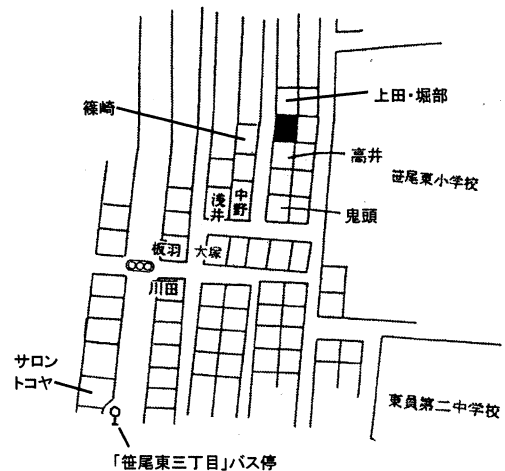 上田・堀部
篠崎
高井
笹尾東小学校
浅井
中野
鬼頭
板羽
大塚
川田
サロン
トコヤ
東員第二中学校
「笹尾東三丁目」バス停